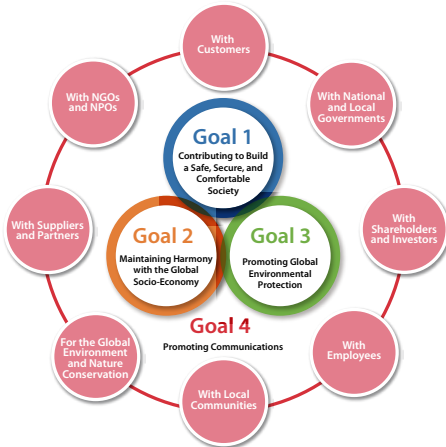 With
Customers
With NGOs
and NPOs
With National
and Local
Governments
Goal 1
Contributing to Build
a Safe, Secure, and
Comfortable
Society
With Suppliers
and Partners
Goal 2
Maintaining Harmony
with the Global
Socio-Economy
Goal 3
Promoting Global
Environmental
Protection
With
Shareholders
and Investors
Goal 4
Promoting Communications
For the Global
Environment
and Nature
Conservation
With
Employees
With Local
Communities